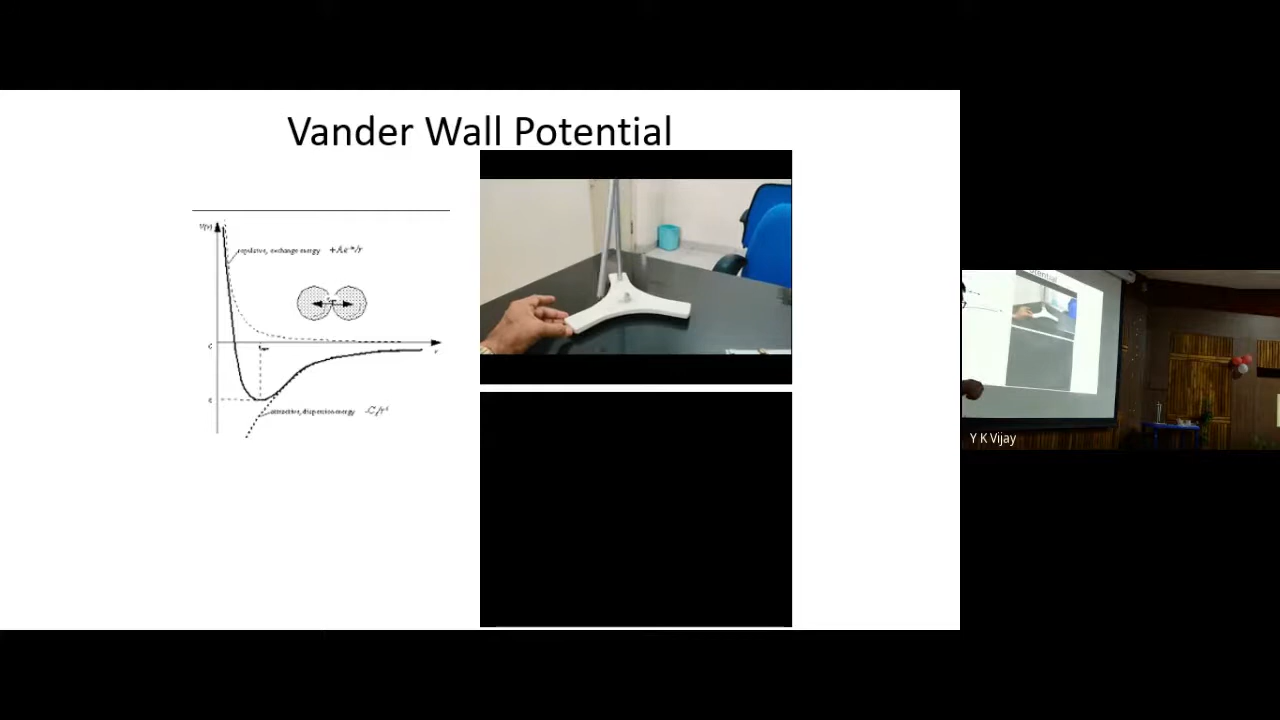 Vander Wall Potential
V(r)
repulsive, exchange energy
r
attractive, dispersion energy
Y K Vijay